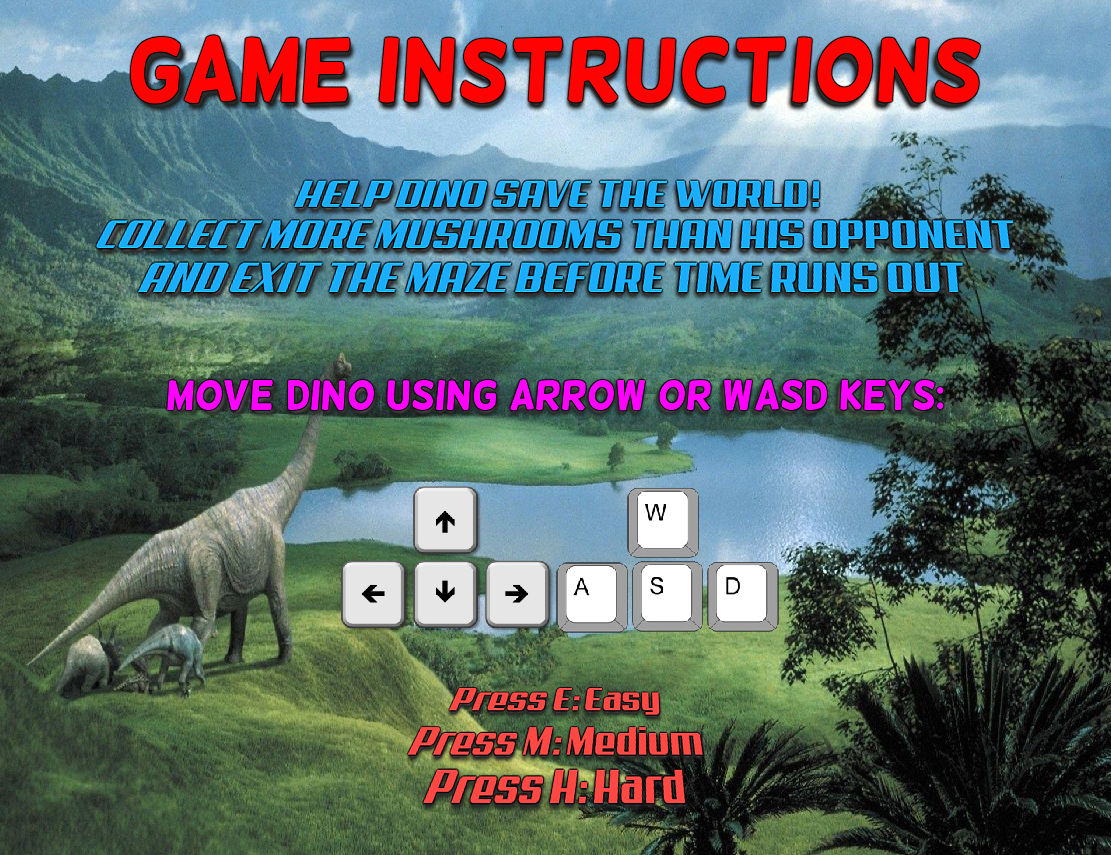 GAME INSTRUCTIONS
HELP DINO SAVE THE WORLD!
COLLECT MORE MUSHROOMS THAN HIS OPPONENT
AND EXIT THE MAZE BEFORE TIME RUNS OUT
MOVE DINO USING ARROW OR WASD KEYS:
↑ W
← ↓ → A S D
Press E: Easy
Press M: Medium
Press H: Hard